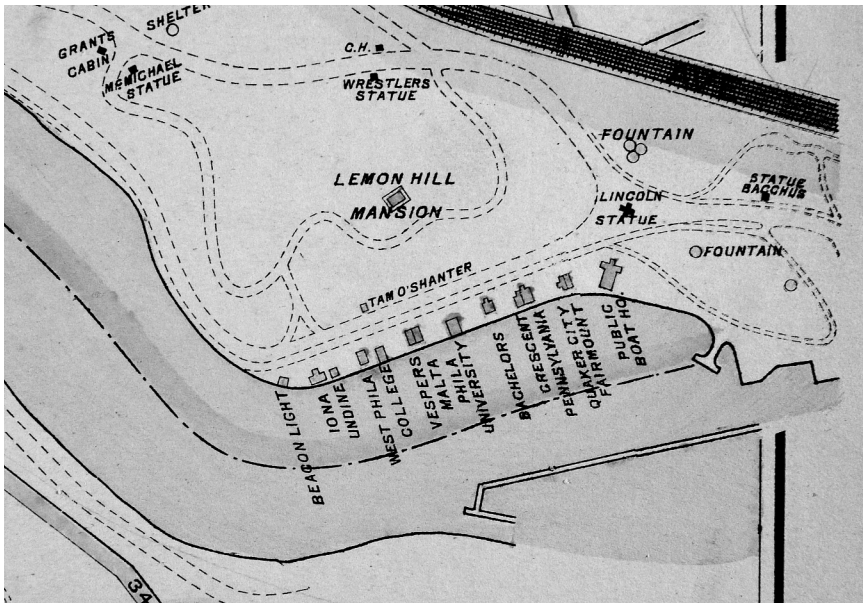 SHELTER
GRANTS
CABIN
McMICHAEL
STATUE
C.H.
WRESTLERS
STATUE
FOUNTAIN
LEMON HILL
MANSION
STATUE
BACCHUS
LINCOLN
STATUE
FOUNTAIN
TAM O'SHANTER
BEACON LIGHT
IONA
UNDINE
WEST PHILA
COLLEGE
VESPERS
MALTA
PHILA
UNIVERSITY
BACHELORS
CRESCENT
PENNSYLVANIA
QUAKER CITY
FAIRMOUNT
PUBLIC
BOAT HO.
34